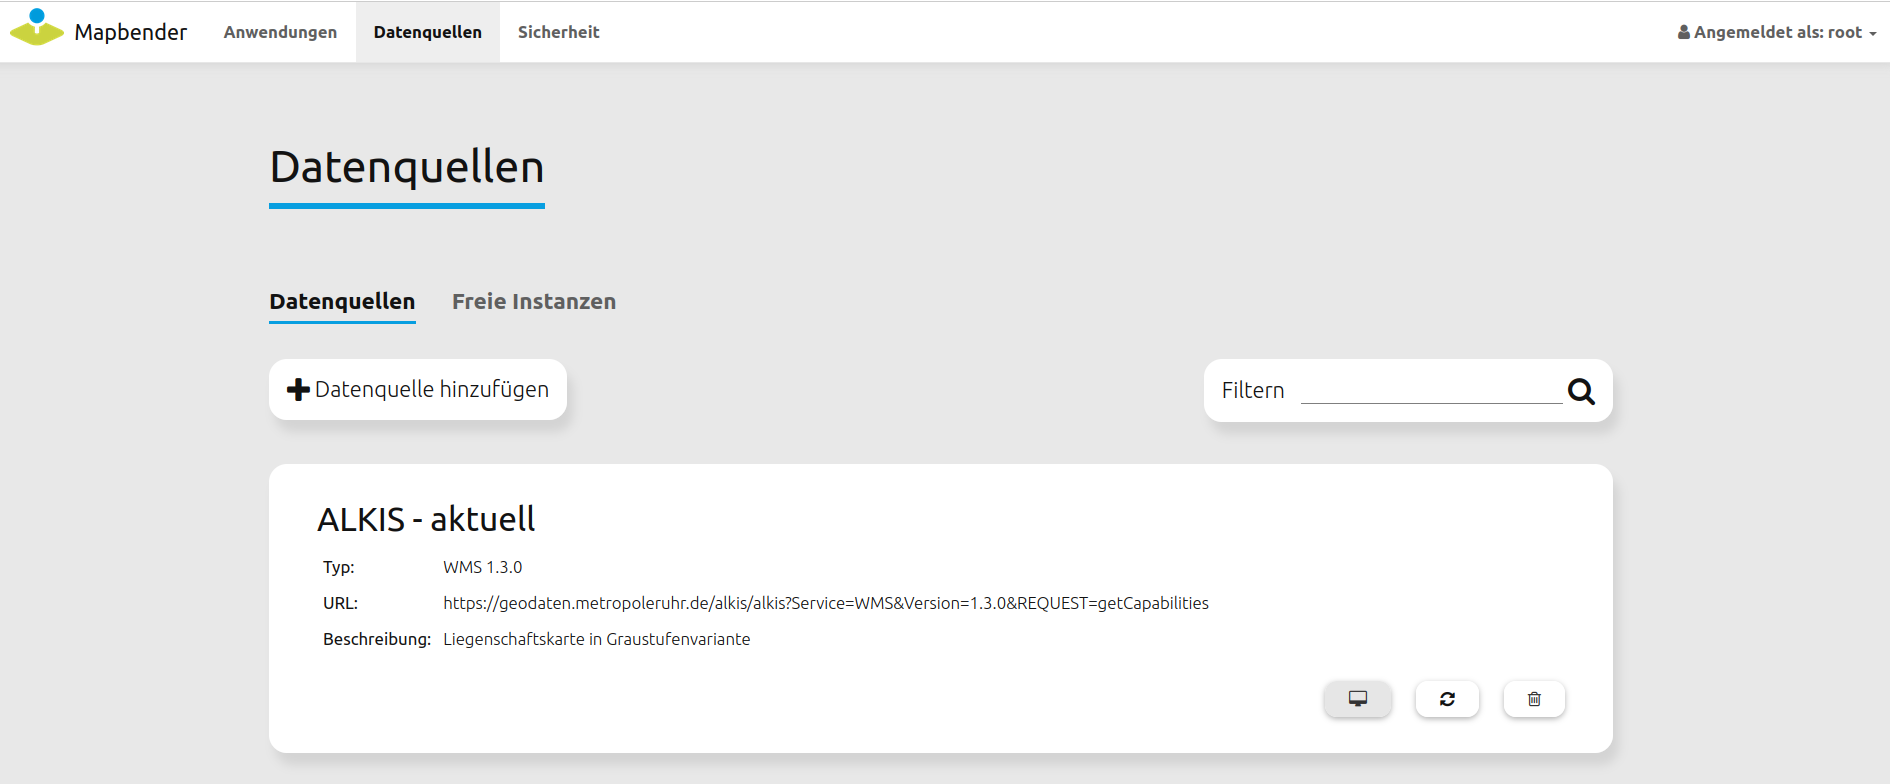 Mapbender Anwendungen Datenquellen Sicherheit Angemeldet als: root
Datenquellen
Datenquellen Freie Instanzen
Datenquelle hinzufügen Filtern
ALKIS - aktuell
Typ: WMS 1.3.0
URL: https://geodaten.metropoleruhr.de/alkis/alkis?Service=WMS&Version=1.3.0&REQUEST=getCapabilities
Beschreibung: Liegenschaftskarte in Graustufenvariante